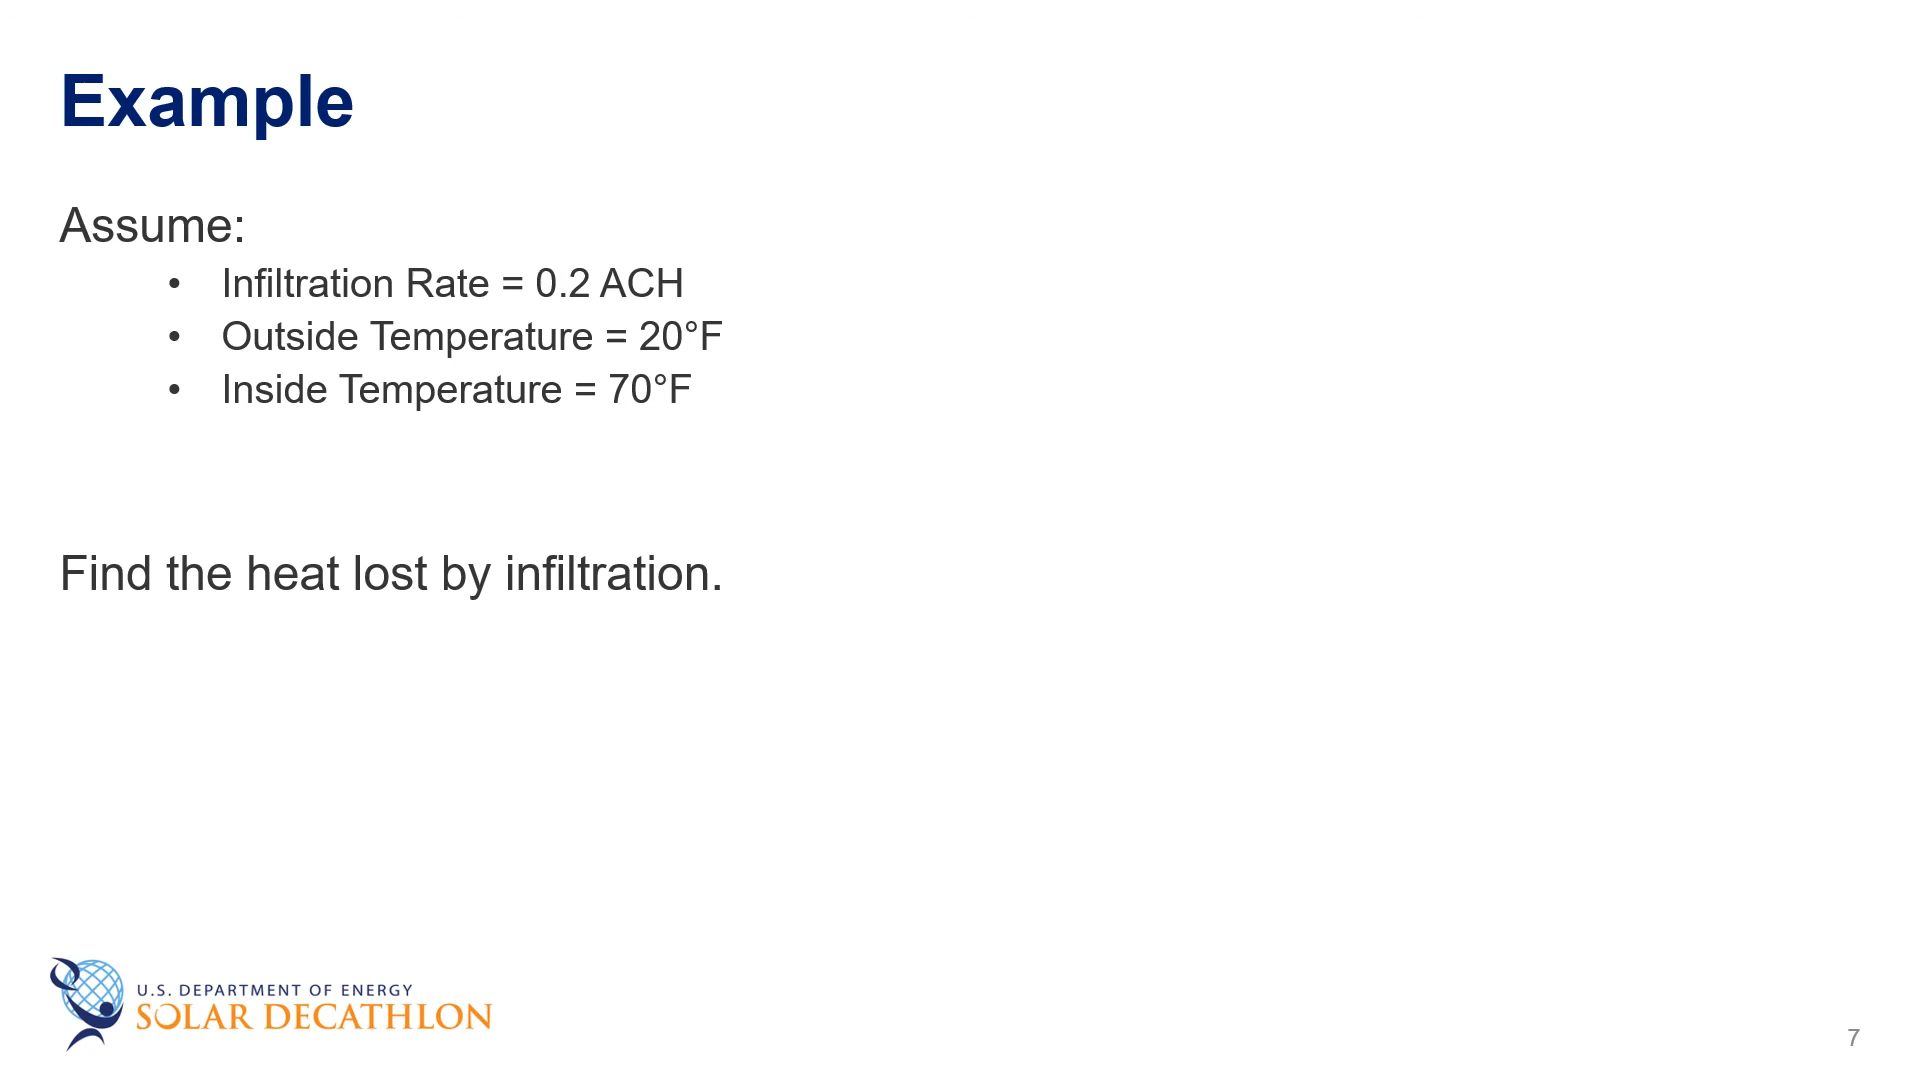 Example
Assume:
• Infiltration Rate = 0.2 ACH
• Outside Temperature = 20°F
• Inside Temperature = 70°F
Find the heat lost by infiltration.
U.S. DEPARTMENT OF ENERGY
SOLAR DECATHLON
7